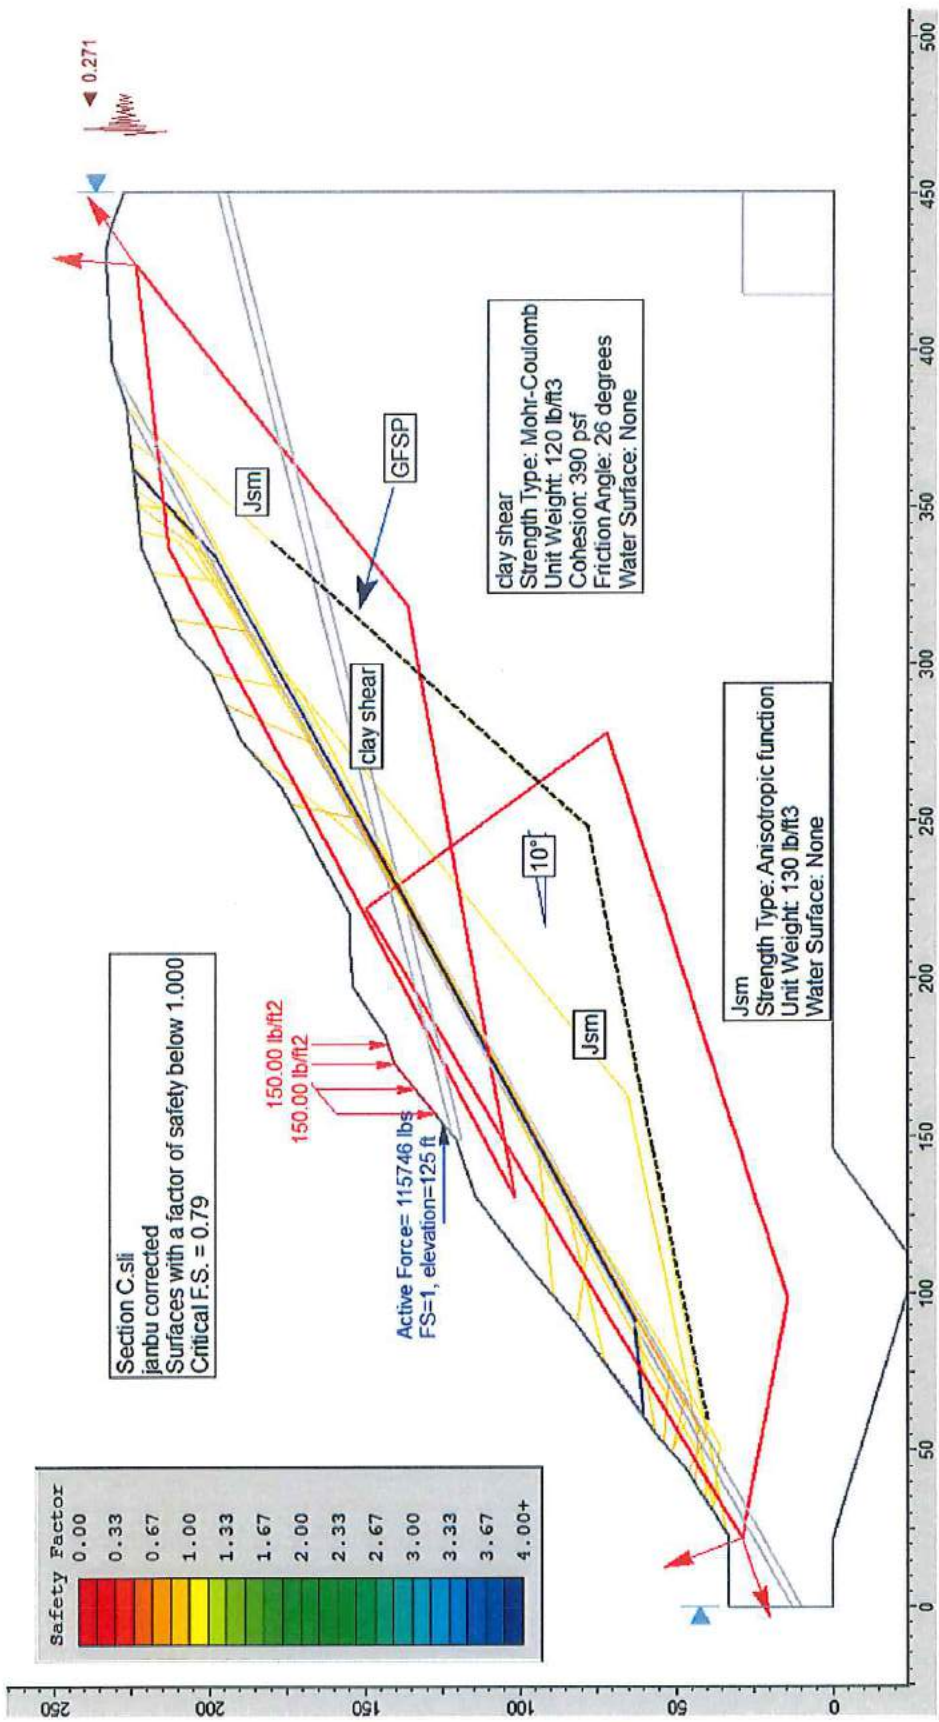 Safety Factor
0.00
0.33
0.67
1.00
1.33
1.67
2.00
2.33
2.67
3.00
3.33
3.67
4.00+
Section C.sli
janbu corrected
Surfaces with a factor of safety below 1.000
Critical F.S. = 0.79
0.271
150.00 lb/ft2
150.00 lb/ft2
Active Force= 115746 lbs
FS=1, elevation=125 ft
Jsm
GFSP
clay shear
10°
Jsm
clay shear
Strength Type: Mohr-Coulomb
Unit Weight: 120 lb/ft3
Cohesion: 390 psf
Friction Angle: 26 degrees
Water Surface: None
Jsm
Strength Type: Anisotropic function
Unit Weight: 130 lb/ft3
Water Surface: None
250
200
150
100
50
0
0
50
100
150
200
250
300
350
400
450
500